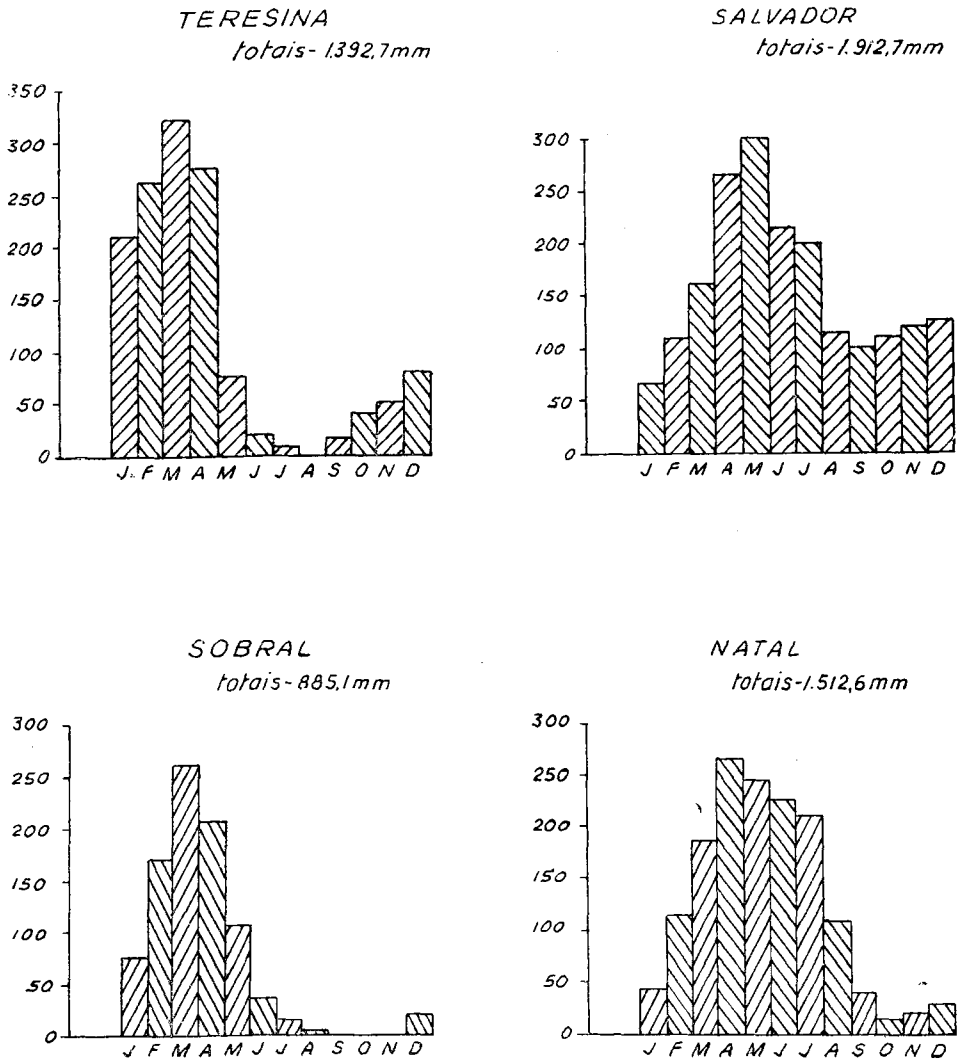 TERESINA
totais - 1.392,7mm
350
300
250
200
150
100
50
0
J F M A M J J A S O N D
SALVADOR
totais - 1.912,7mm
300
250
200
150
100
50
0
J F M A M J J A S O N D
SOBRAL
totais - 885,1mm
300
250
200
150
100
50
0
J F M A M J J A S O N D
NATAL
totais - 1.512,6mm
300
250
200
150
100
50
0
J F M A M J J A S O N D